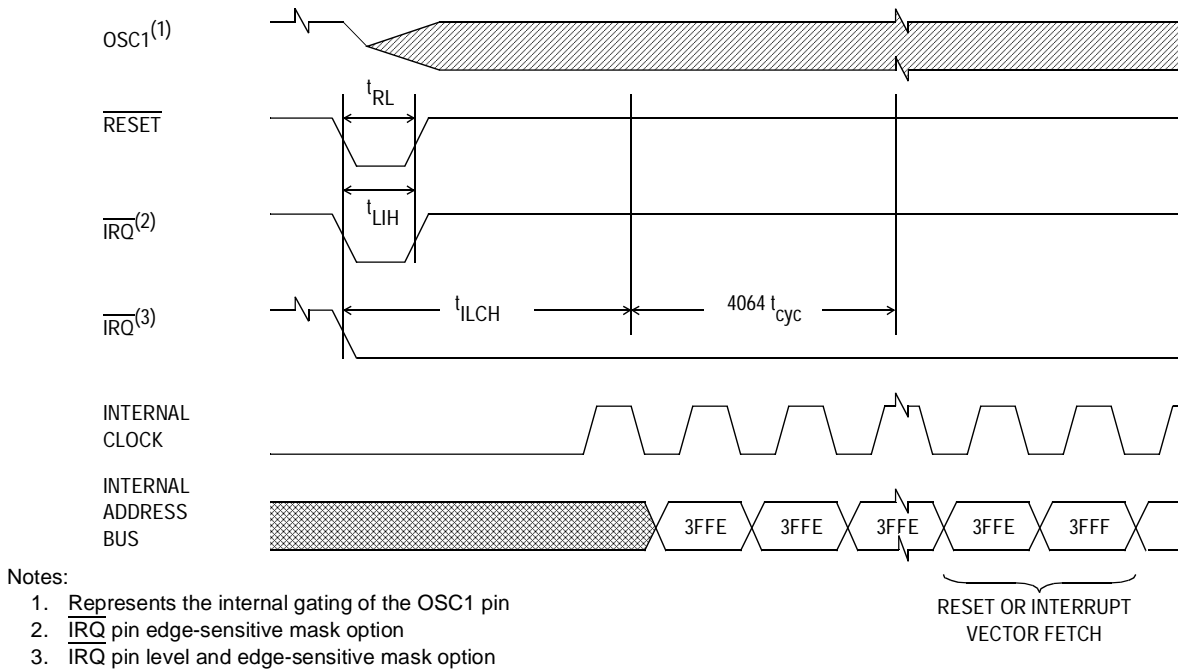 OSC1(1)
tRL
RESET
tLIH
IRQ(2)
IRQ(3)
tILCH
4064 tcyc
INTERNAL
CLOCK
INTERNAL
ADDRESS
BUS
3FFE 3FFE 3FFE 3FFE 3FFF
RESET OR INTERRUPT
VECTOR FETCH
Notes:
1. Represents the internal gating of the OSC1 pin
2. IRQ pin edge-sensitive mask option
3. IRQ pin level and edge-sensitive mask option